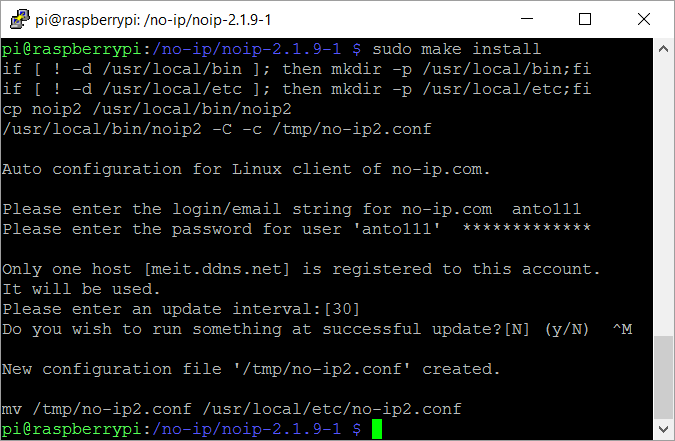 pi@raspberrypi: /no-ip/noip-2.1.9-1
pi@raspberrypi:/no-ip/noip-2.1.9-1 $ sudo make install
if [ ! -d /usr/local/bin ]; then mkdir -p /usr/local/bin;fi
if [ ! -d /usr/local/etc ]; then mkdir -p /usr/local/etc;fi
cp noip2 /usr/local/bin/noip2
/usr/local/bin/noip2 -C -c /tmp/no-ip2.conf
Auto configuration for Linux client of no-ip.com.
Please enter the login/email string for no-ip.com  anto111
Please enter the password for user 'anto111'  *************
Only one host [meit.ddns.net] is registered to this account.
It will be used.
Please enter an update interval:[30]
Do you wish to run something at successful update?[N] (y/N)  ^M
New configuration file '/tmp/no-ip2.conf' created.
mv /tmp/no-ip2.conf /usr/local/etc/no-ip2.conf
pi@raspberrypi:/no-ip/noip-2.1.9-1 $